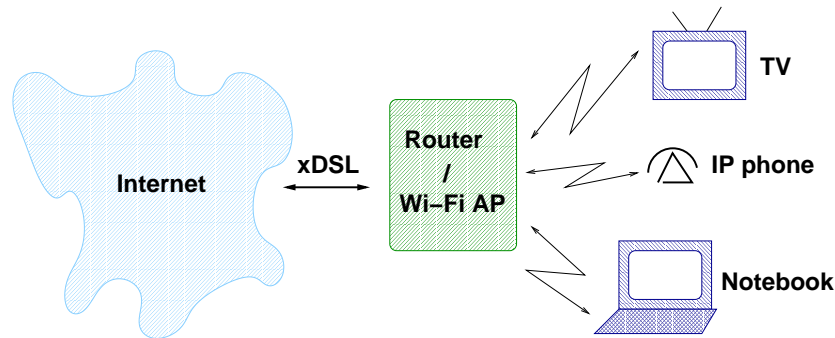 Internet
xDSL
Router
/
Wi−Fi AP
TV
IP phone
Notebook